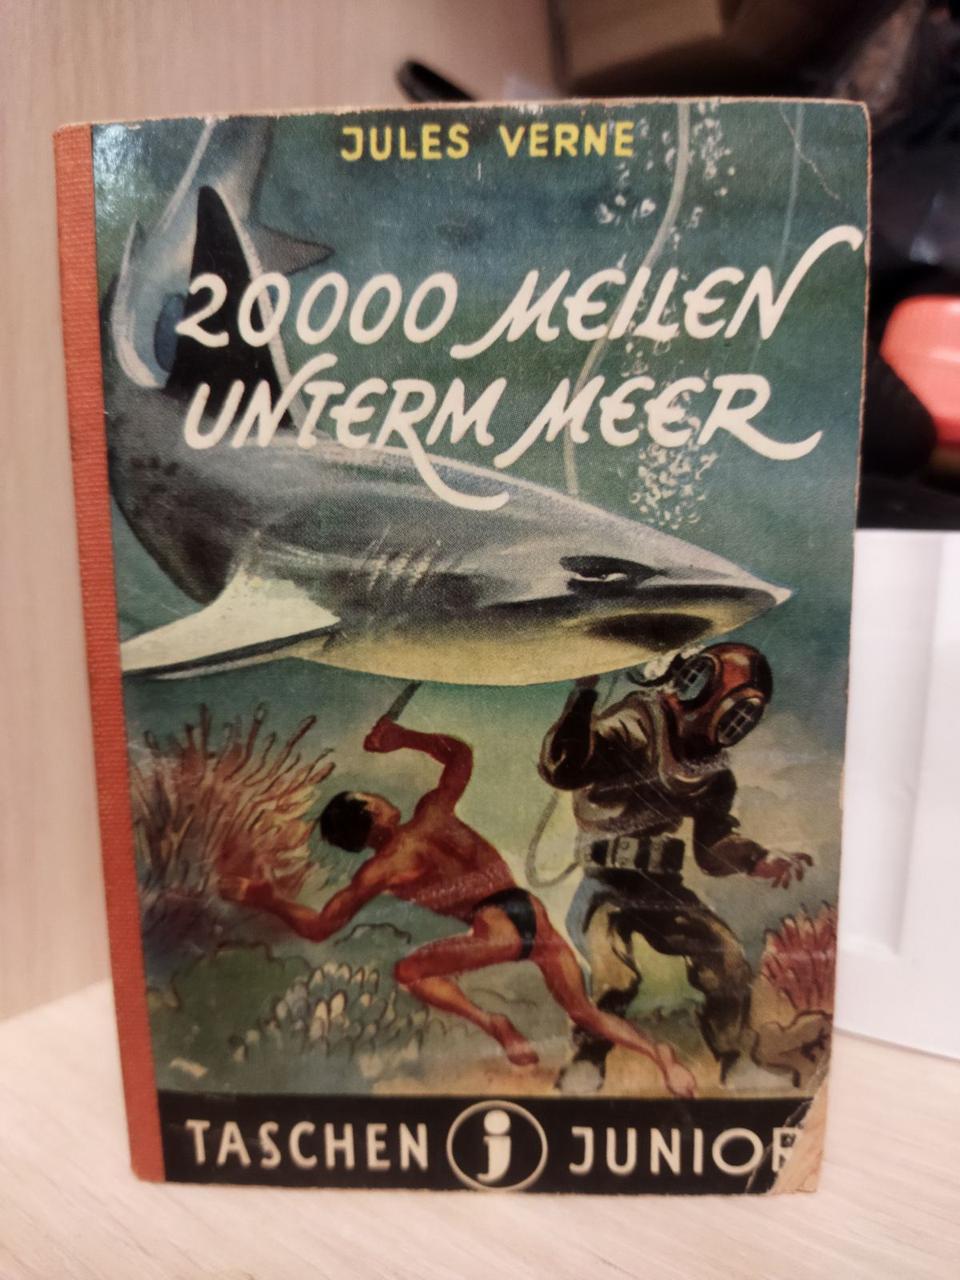 JULES VERNE
20000 MEILEN
UNTERM MEER
TASCHEN j JUNIOR